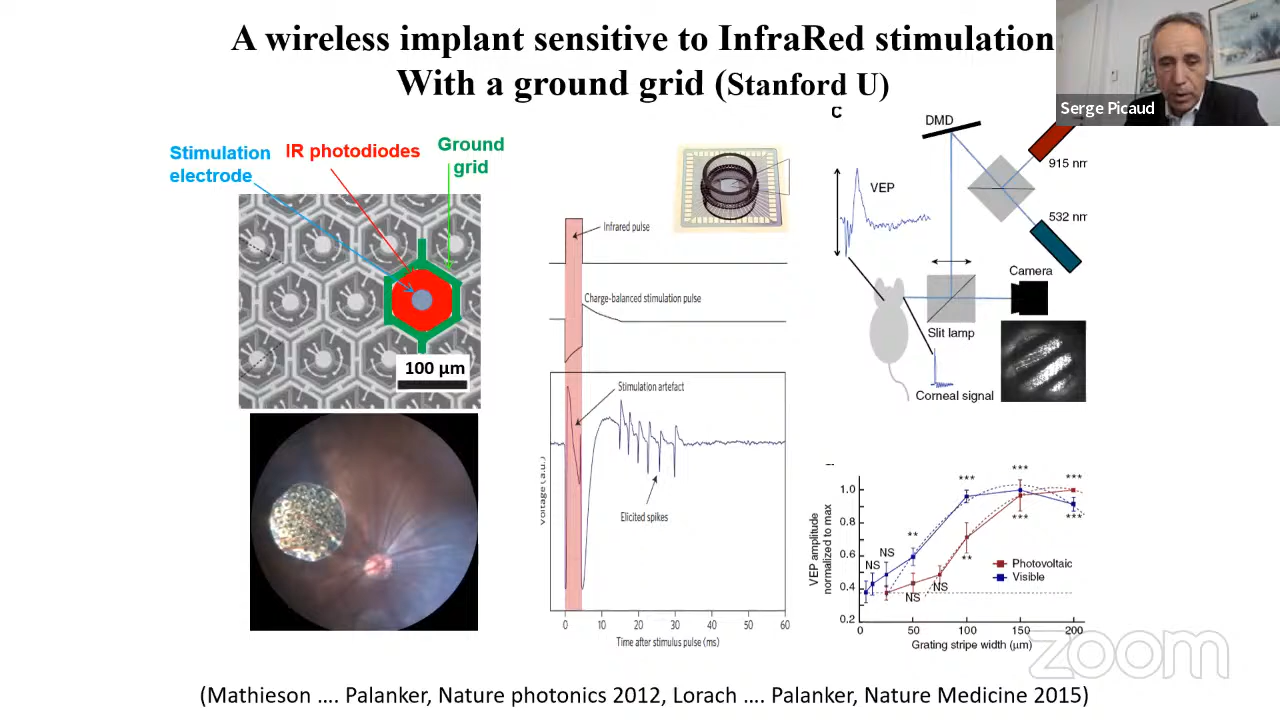 A wireless implant sensitive to InfraRed stimulation
With a ground grid (Stanford U)
Serge Picaud
Stimulation
electrode
IR photodiodes
Ground
grid
100 µm
Infrared pulse
Charge-balanced stimulation pulse
Stimulation artefact
Elicited spikes
Voltage (a.u.)
0 10 20 30 40 50 60
Time after stimulus pulse (ms)
C
DMD
915 nm
VEP
532 nm
Camera
Slit lamp
Corneal signal
VEP amplitude
normalized to max
1.0
0.8
0.6
0.4
0.2
NS
NS
**
***
***
***
NS
NS
**
***
***
Photovoltaic
Visible
0 50 100 150 200
Grating stripe width (µm)
zoom
(Mathieson .... Palanker, Nature photonics 2012, Lorach .... Palanker, Nature Medicine 2015)